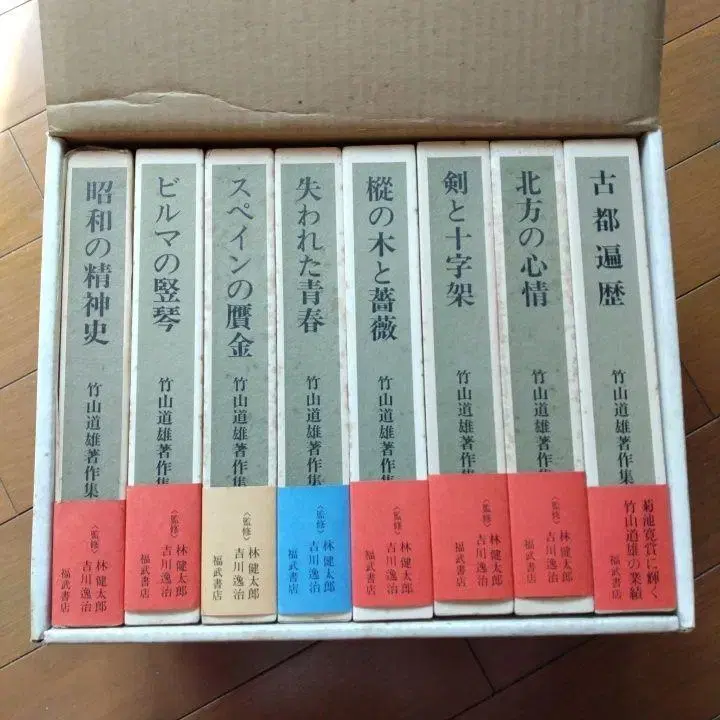 昭和の精神史
竹山道雄著作集
〈監修〉
林健太郎
吉川逸治
福武書店
ビルマの竪琴
竹山道雄著作集
〈監修〉
林健太郎
吉川逸治
福武書店
スペインの贋金
竹山道雄著作集
〈監修〉
林健太郎
吉川逸治
福武書店
失われた青春
竹山道雄著作集
〈監修〉
林健太郎
吉川逸治
福武書店
樅の木と薔薇
竹山道雄著作集
〈監修〉
林健太郎
吉川逸治
福武書店
剣と十字架
竹山道雄著作集
〈監修〉
林健太郎
吉川逸治
福武書店
北方の心情
竹山道雄著作集
〈監修〉
林健太郎
吉川逸治
福武書店
古都遍歴
竹山道雄著作集
菊池寛賞に輝く
竹山道雄の業績
福武書店